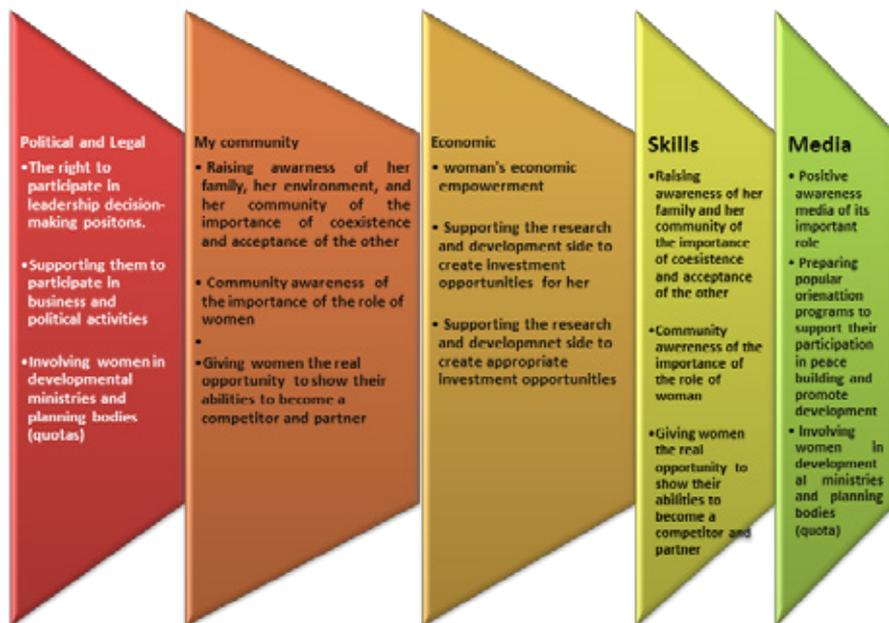 Political and Legal
•The right to
participate in
leadership decision-
making positons.
•Supporting them to
participate in
business and
political activities
•Involving women in
developmental
ministries and
planning bodies
(quotas)
My community
• Raising awarness of her
family, her environment, and
her community of the
importance of coexistence
and acceptance of the other
• Community awareness of
the importance of the role of
women
•
•Giving women the real
opportunity to show their
abilities to become a
competitor and partner
Economic
• woman's economic
empowerment
• Supporting the research
and development side to
create investment
opportunities for her
• Supporting the research
and developmnet side to
create appropriate
investment opportunities
Skills
•Raising
awareness of her
family and her
community of
the importance
of coesistence
and acceptance
of the other
•Community
awereness of the
importance of
the role of
woman
•Giving women
the real
opportunity to
show their
abilities to
become a
competitor and
partner
Media
• Positive
awareness
media of its
important
role
• Preparing
popular
orienattion
programs to
support their
participation
in peace
building and
promote
development
• Involving
women in
development
al ministries
and planning
bodies
(quota)